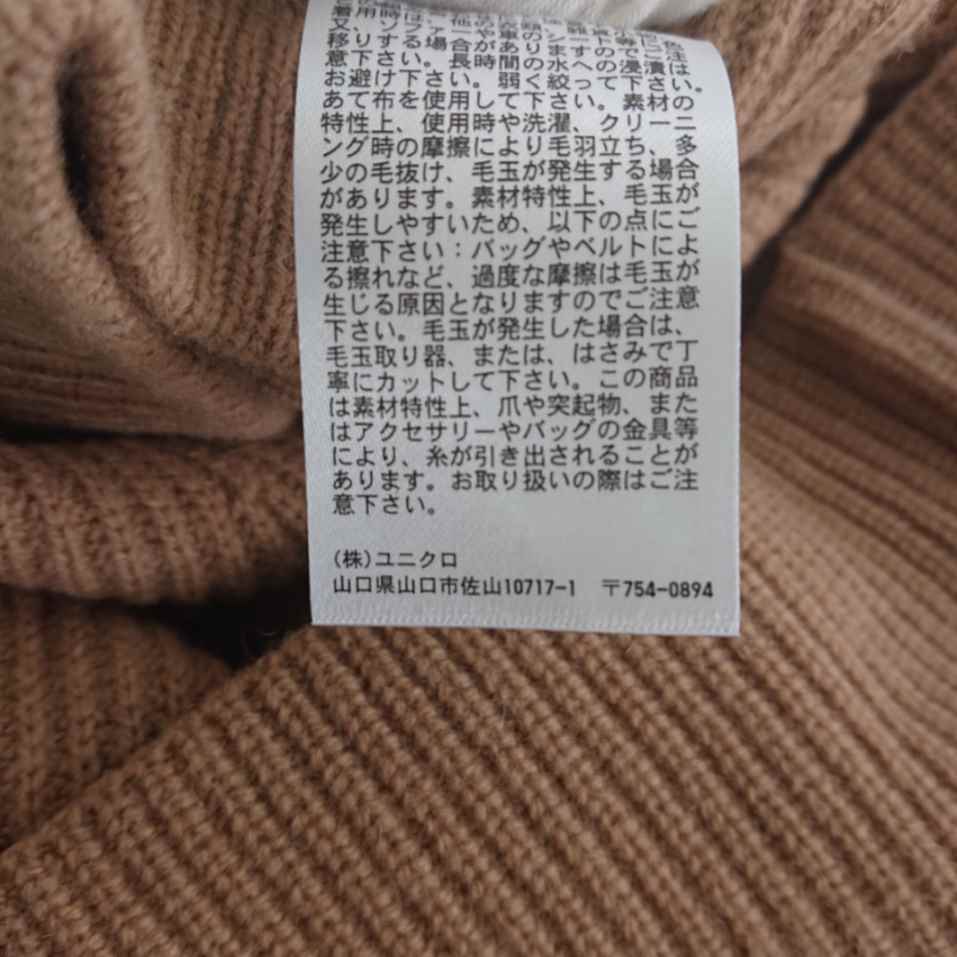 着用時は、他の衣類や雑貨
又、ソファーや車のシート等に色
移りする場合がありますのでご注
意下さい。長時間の水への浸漬は
お避け下さい。弱く絞って下さい。
あて布を使用して下さい。素材の
特性上、使用時や洗濯、クリーニ
ング時の摩擦により毛羽立ち、多
少の毛抜け、毛玉が発生する場合
があります。素材特性上、毛玉が
発生しやすいため、以下の点にご
注意下さい：バッグやベルトによ
る擦れなど、過度な摩擦は毛玉が
生じる原因となりますのでご注意
下さい。毛玉が発生した場合は、
毛玉取り器、または、はさみで丁
寧にカットして下さい。この商品
は素材特性上、爪や突起物、また
はアクセサリーやバッグの金具等
により、糸が引き出されることが
あります。お取り扱いの際はご注
意下さい。
(株)ユニクロ
山口県山口市佐山10717-1 〒754-0894